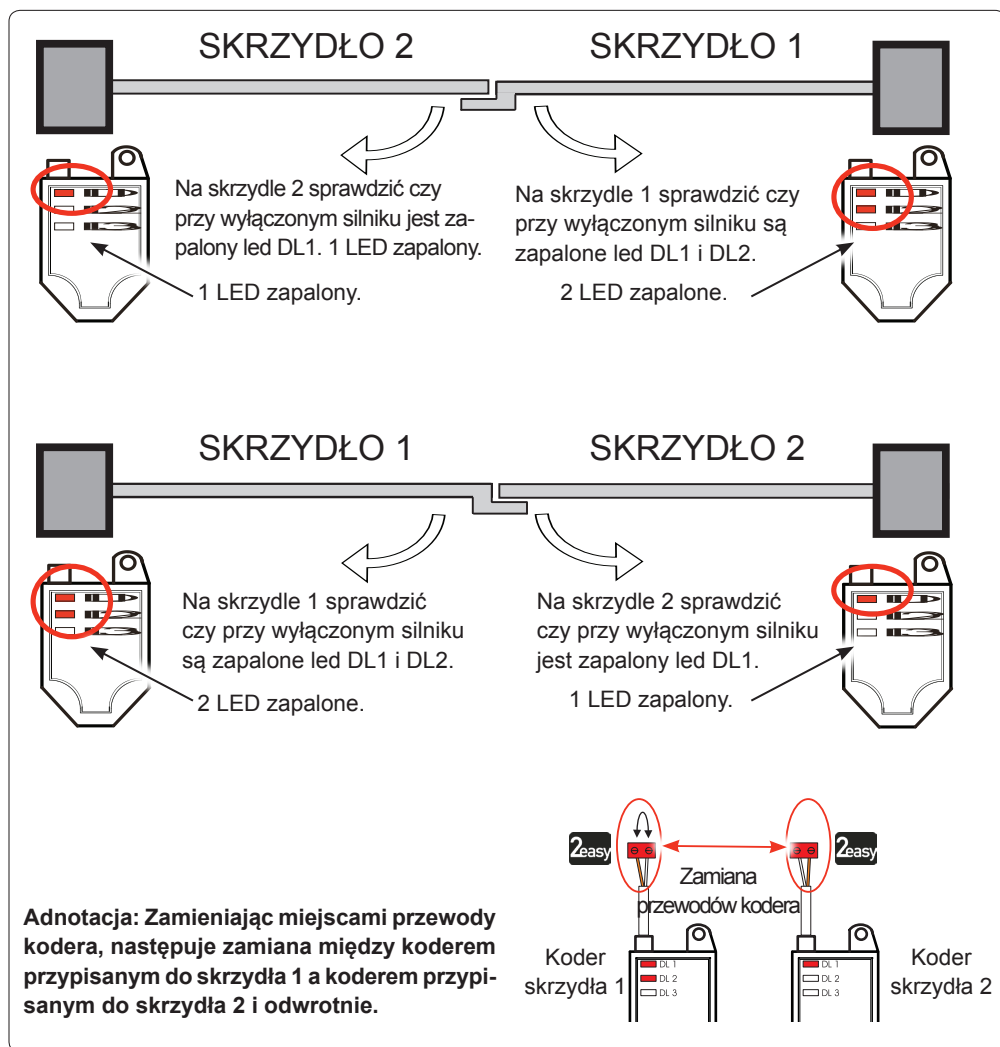 SKRZYDŁO 2
SKRZYDŁO 1
Na skrzydle 2 sprawdzić czy
przy wyłączonym silniku jest za-
palony led DL1. 1 LED zapalony.
1 LED zapalony.
Na skrzydle 1 sprawdzić czy
przy wyłączonym silniku są
zapalone led DL1 i DL2.
2 LED zapalone.
SKRZYDŁO 1
SKRZYDŁO 2
Na skrzydle 1 sprawdzić
czy przy wyłączonym silniku
są zapalone led DL1 i DL2.
2 LED zapalone.
Na skrzydle 2 sprawdzić
czy przy wyłączonym silniku
jest zapalony led DL1.
1 LED zapalony.
2easy
2easy
Zamiana
przewodów kodera
Adnotacja: Zamieniając miejscami przewody
kodera, następuje zamiana między koderem
przypisanym do skrzydła 1 a koderem przypi-
sanym do skrzydła 2 i odwrotnie.
Koder
skrzydła 1
DL 1
DL 2
DL 3
DL 1
DL 2
DL 3
Koder
skrzydła 2